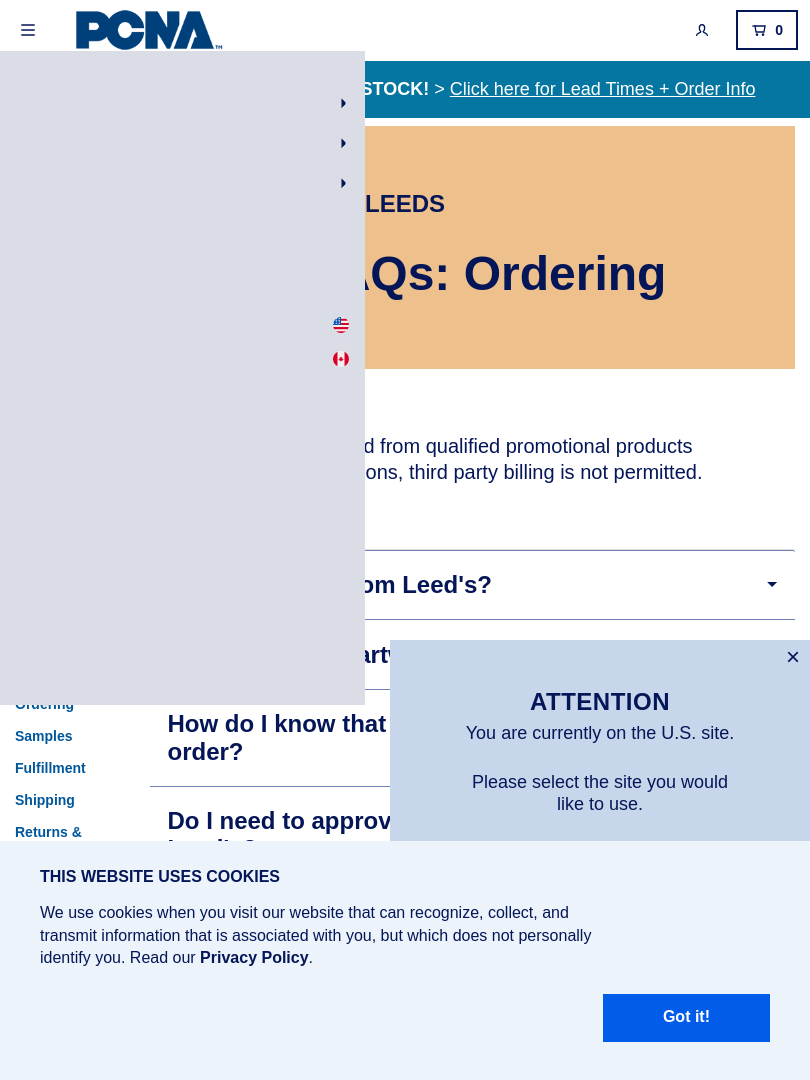 PCNA™
0
STOCK! > Click here for Lead Times + Order Info
LEEDS
AQs: Ordering
d from qualified promotional products
ons, third party billing is not permitted.
om Leed's?
artw
Ordering
Samples
Fulfillment
Shipping
Returns &
How do I know that
order?
Do I need to approv
ATTENTION
You are currently on the U.S. site.
Please select the site you would
like to use.
THIS WEBSITE USES COOKIES
We use cookies when you visit our website that can recognize, collect, and
transmit information that is associated with you, but which does not personally
identify you. Read our Privacy Policy.
Got it!